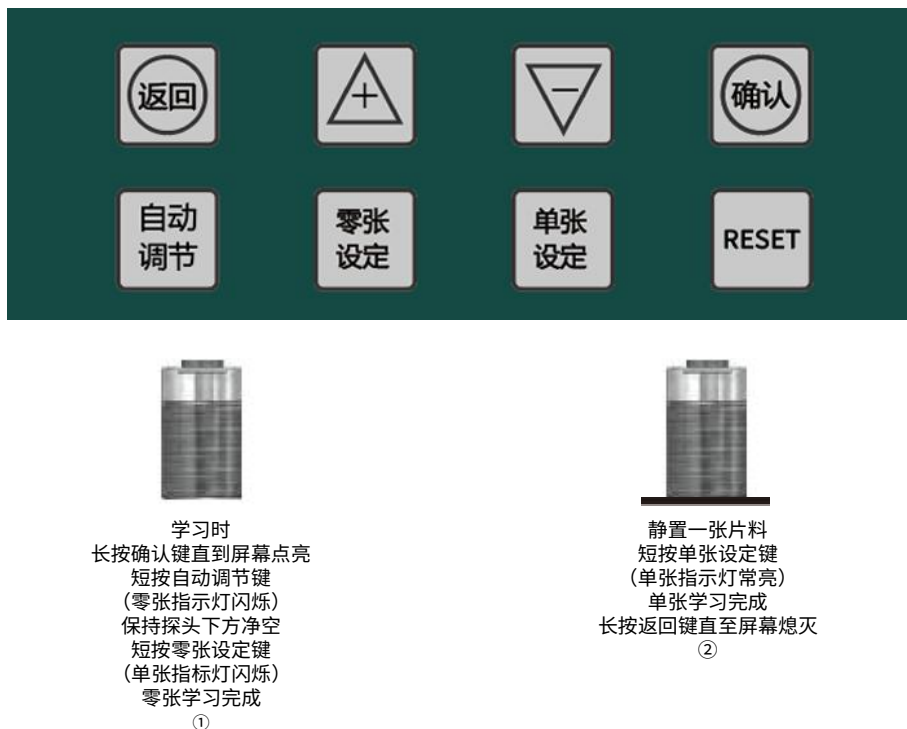 返回
+
−
确认
自动
调节
零张
设定
单张
设定
RESET
学习时
长按确认键直到屏幕点亮
短按自动调节键
（零张指示灯闪烁）
保持探头下方净空
短按零张设定键
（单张指标灯闪烁）
零张学习完成
①
静置一张片料
短按单张设定键
（单张指示灯常亮）
单张学习完成
长按返回键直至屏幕熄灭
②